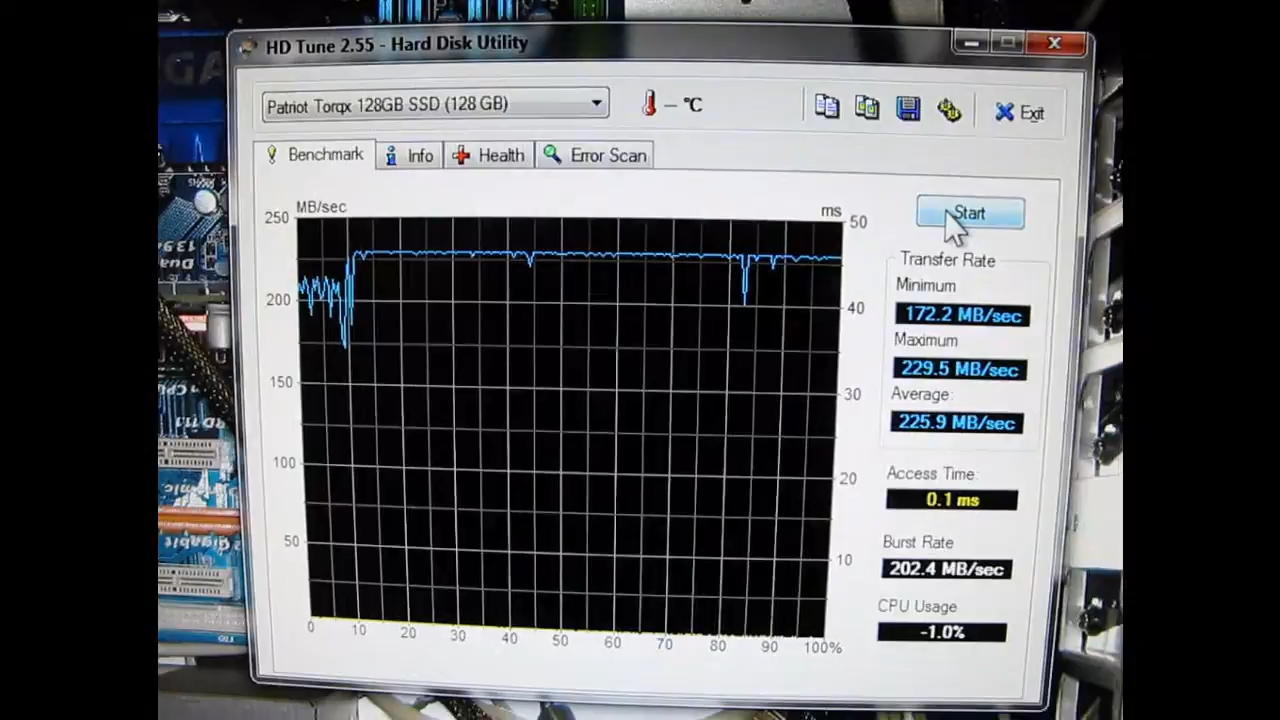 HD Tune 2.55 - Hard Disk Utility
Patriot Torqx 128GB SSD (128 GB)
– °C
Exit
Benchmark
Info
Health
Error Scan
MB/sec
ms
250
200
150
100
50
50
40
30
20
10
0 10 20 30 40 50 60 70 80 90 100%
Start
Transfer Rate
Minimum
172.2 MB/sec
Maximum
229.5 MB/sec
Average:
225.9 MB/sec
Access Time:
0.1 ms
Burst Rate
202.4 MB/sec
CPU Usage
-1.0%
GA
Dual
Gigabit